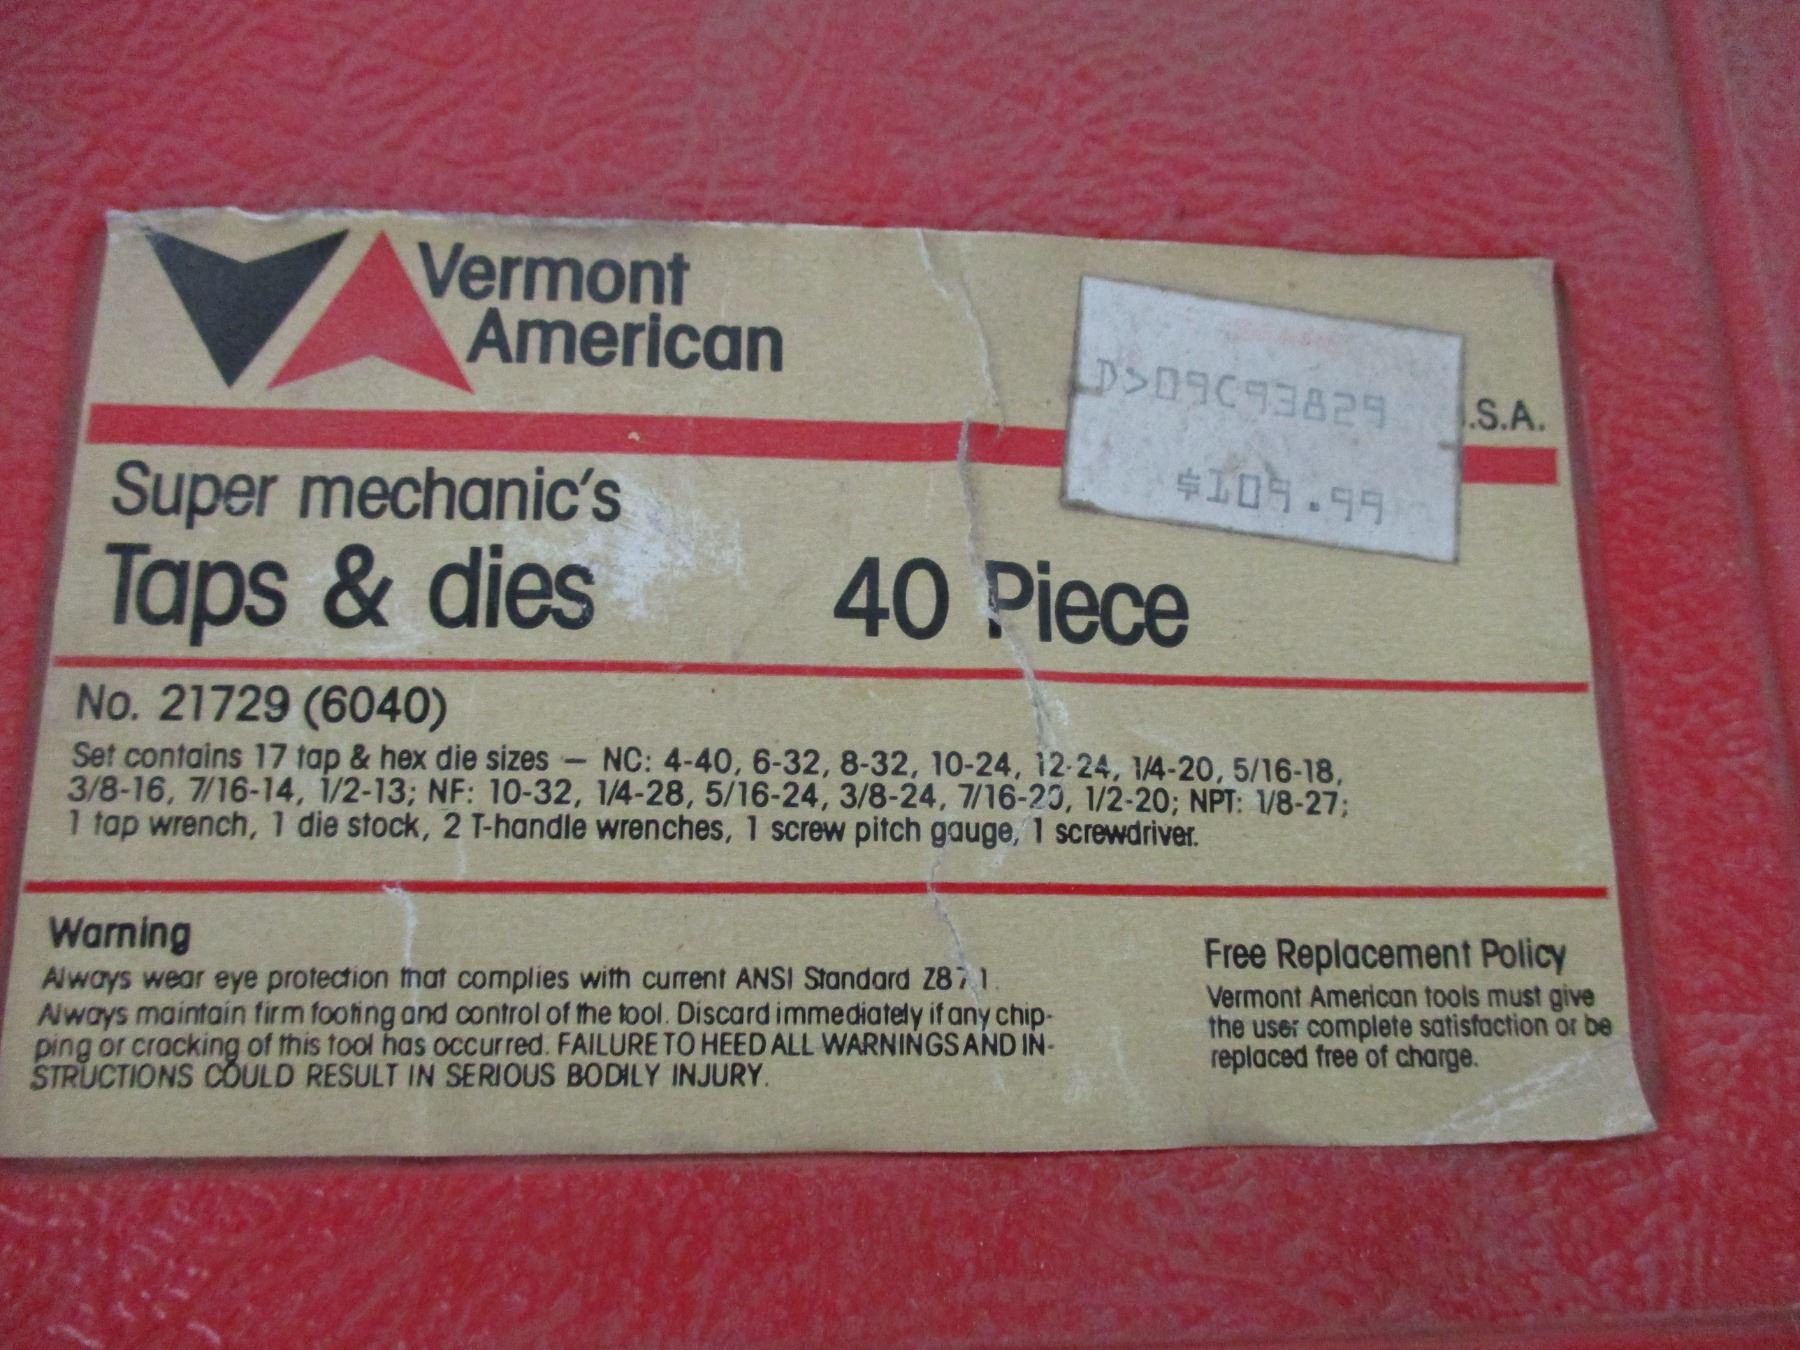 Vermont
American
D>09C93829
.S.A.
$109.99
Super mechanic's
Taps & dies 40 Piece
No. 21729 (6040)
Set contains 17 tap & hex die sizes — NC: 4-40, 6-32, 8-32, 10-24, 12-24, 1/4-20, 5/16-18,
3/8-16, 7/16-14, 1/2-13; NF: 10-32, 1/4-28, 5/16-24, 3/8-24, 7/16-20, 1/2-20; NPT: 1/8-27;
1 tap wrench, 1 die stock, 2 T-handle wrenches, 1 screw pitch gauge, 1 screwdriver.
Warning
Always wear eye protection that complies with current ANSI Standard Z87.1.
Always maintain firm footing and control of the tool. Discard immediately if any chip-
ping or cracking of this tool has occurred. FAILURE TO HEED ALL WARNINGS AND IN-
STRUCTIONS COULD RESULT IN SERIOUS BODILY INJURY.
Free Replacement Policy
Vermont American tools must give
the user complete satisfaction or be
replaced free of charge.